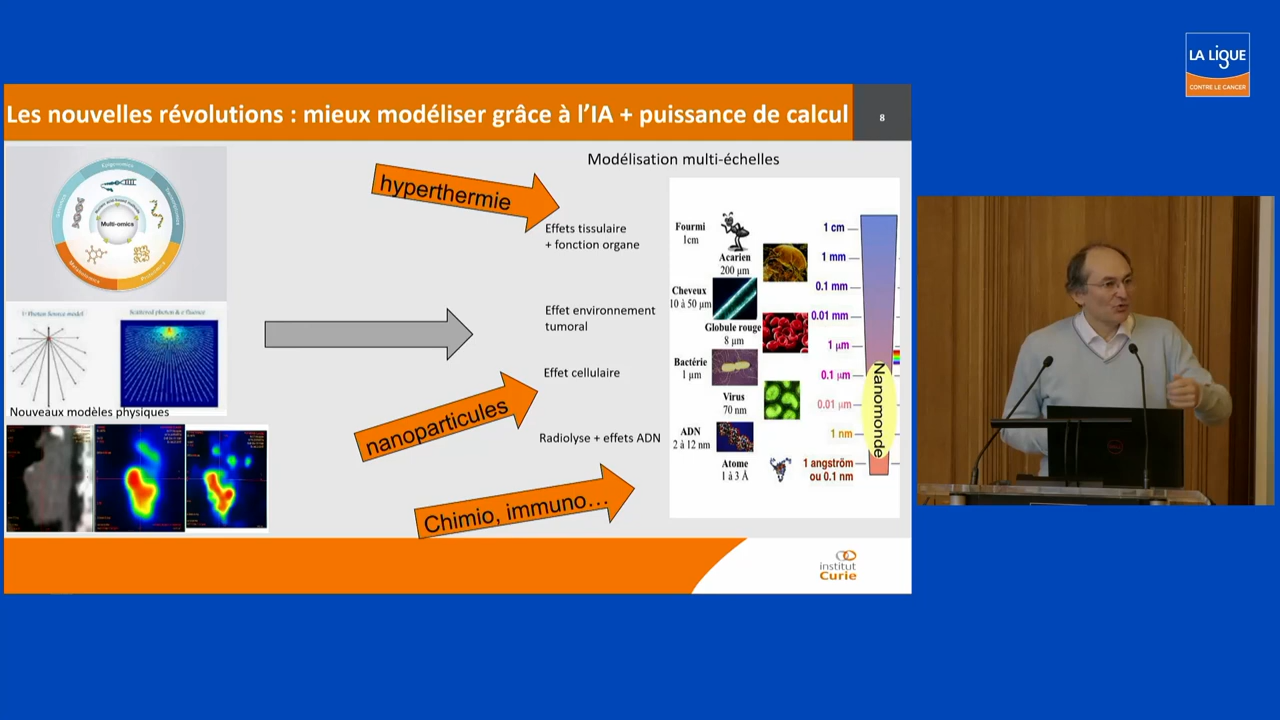 LA LIGUE
CONTRE LE CANCER
Les nouvelles révolutions : mieux modéliser grâce à l'IA + puissance de calcul
8
Multi-omics
Scattered photon & e fluence
Nouveaux modèles physiques
hyperthermie
nanoparticules
Chimio, immuno…
Modélisation multi-échelles
Effets tissulaire
+ fonction organe
Effet environnement
tumoral
Effet cellulaire
Radiolyse + effets ADN
Fourmi
1cm
Acarien
200 µm
Cheveux
10 à 50 µm
Globule rouge
8 µm
Bactérie
1 µm
Virus
70 nm
ADN
2 à 12 nm
Atome
1 à 3 Å
1 cm
1 mm
0.1 mm
0.01 mm
1 µm
0.1 µm
0.01 µm
1 nm
1 angström
ou 0.1 nm
Nanomonde
institut
Curie